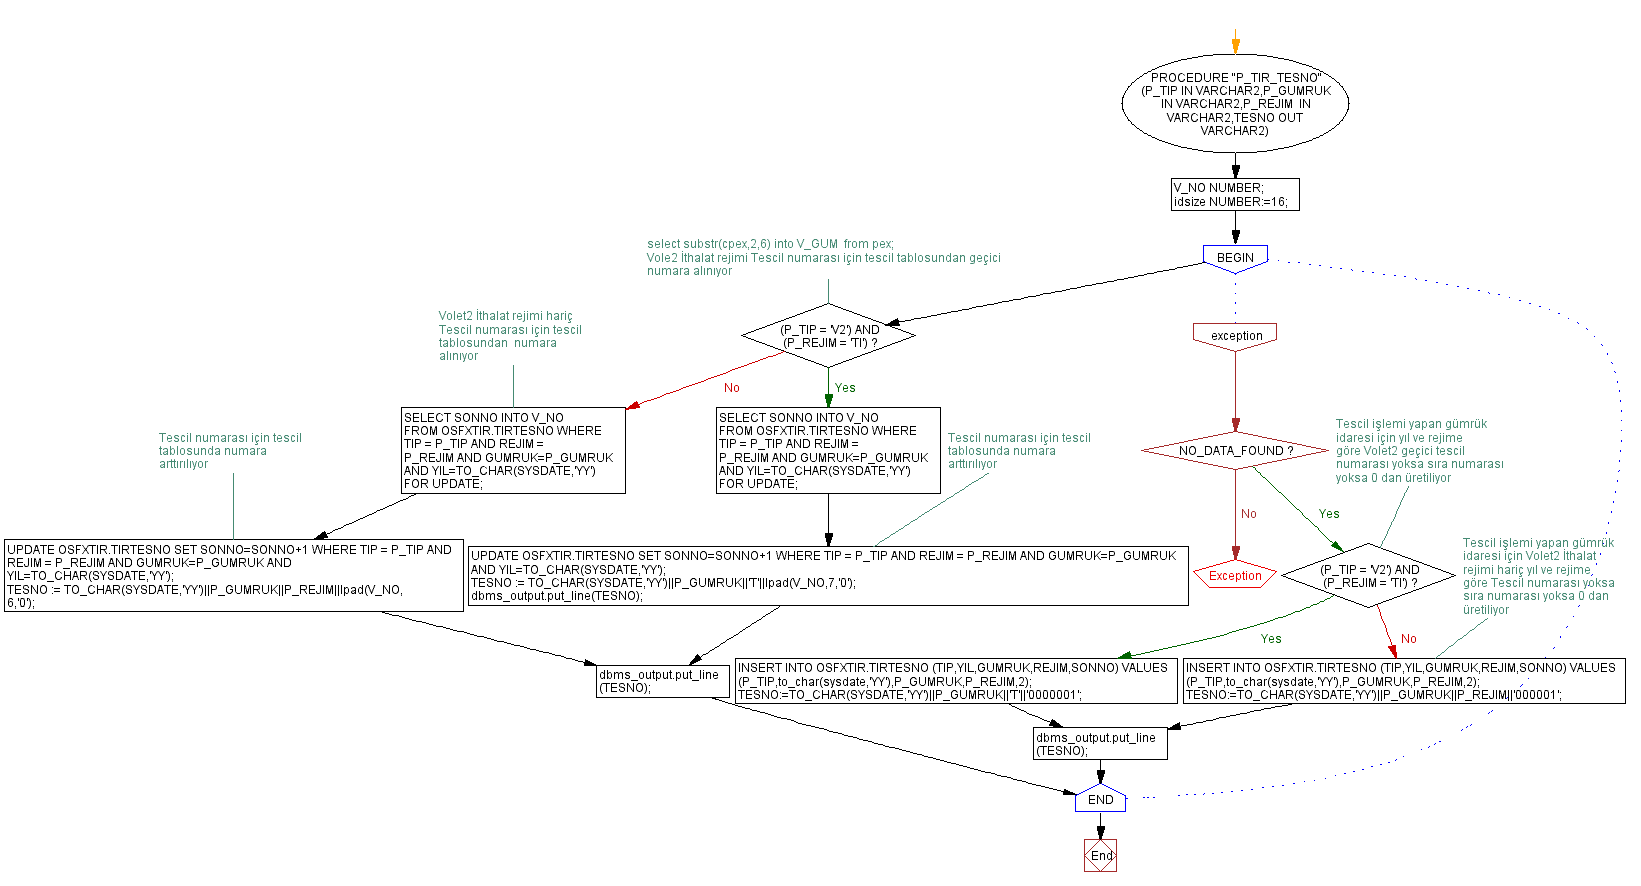 PROCEDURE "P_TIR_TESNO"
(P_TIP IN VARCHAR2,P_GUMRUK
IN VARCHAR2,P_REJIM  IN
VARCHAR2,TESNO OUT
VARCHAR2)
V_NO NUMBER;
idsize NUMBER:=16;
BEGIN
select substr(cpex,2,6) into V_GUM  from pex;
Vole2 İthalat rejimi Tescil numarası için tescil tablosundan geçici
numara alınıyor
(P_TIP = 'V2') AND
(P_REJIM = 'TI') ?
exception
Volet2 İthalat rejimi hariç
Tescil numarası için tescil
tablosundan  numara
alınıyor
No
Yes
SELECT SONNO INTO V_NO
FROM OSFXTIR.TIRTESNO WHERE
TIP = P_TIP AND REJIM =
P_REJIM AND GUMRUK=P_GUMRUK
AND YIL=TO_CHAR(SYSDATE,'YY')
FOR UPDATE;
SELECT SONNO INTO V_NO
FROM OSFXTIR.TIRTESNO WHERE
TIP = P_TIP AND REJIM =
P_REJIM AND GUMRUK=P_GUMRUK
AND YIL=TO_CHAR(SYSDATE,'YY')
FOR UPDATE;
Tescil numarası için tescil
tablosunda numara
arttırılıyor
Tescil numarası için tescil
tablosunda numara
arttırılıyor
NO_DATA_FOUND ?
Tescil işlemi yapan gümrük
idaresi için yıl ve rejime
göre Volet2 geçici tescil
numarası yoksa sıra numarası
yoksa 0 dan üretiliyor
No
Yes
UPDATE OSFXTIR.TIRTESNO SET SONNO=SONNO+1 WHERE TIP = P_TIP AND
REJIM = P_REJIM AND GUMRUK=P_GUMRUK AND
YIL=TO_CHAR(SYSDATE,'YY');
TESNO := TO_CHAR(SYSDATE,'YY')||P_GUMRUK||P_REJIM||lpad(V_NO,
6,'0');
UPDATE OSFXTIR.TIRTESNO SET SONNO=SONNO+1 WHERE TIP = P_TIP AND REJIM = P_REJIM AND GUMRUK=P_GUMRUK
AND YIL=TO_CHAR(SYSDATE,'YY');
TESNO := TO_CHAR(SYSDATE,'YY')||P_GUMRUK||'T'||lpad(V_NO,7,'0');
dbms_output.put_line(TESNO);
Exception
(P_TIP = 'V2') AND
(P_REJIM = 'TI') ?
Tescil işlemi yapan gümrük
idaresi için Volet2 İthalat
rejimi hariç yıl ve rejime
göre Tescil numarası yoksa
sıra numarası yoksa 0 dan
üretiliyor
Yes
No
dbms_output.put_line
(TESNO);
INSERT INTO OSFXTIR.TIRTESNO (TIP,YIL,GUMRUK,REJIM,SONNO) VALUES
(P_TIP,to_char(sysdate,'YY'),P_GUMRUK,P_REJIM,2);
TESNO:=TO_CHAR(SYSDATE,'YY')||P_GUMRUK||'T'||'0000001';
INSERT INTO OSFXTIR.TIRTESNO (TIP,YIL,GUMRUK,REJIM,SONNO) VALUES
(P_TIP,to_char(sysdate,'YY'),P_GUMRUK,P_REJIM,2);
TESNO:=TO_CHAR(SYSDATE,'YY')||P_GUMRUK||P_REJIM||'000001';
dbms_output.put_line
(TESNO);
END
End